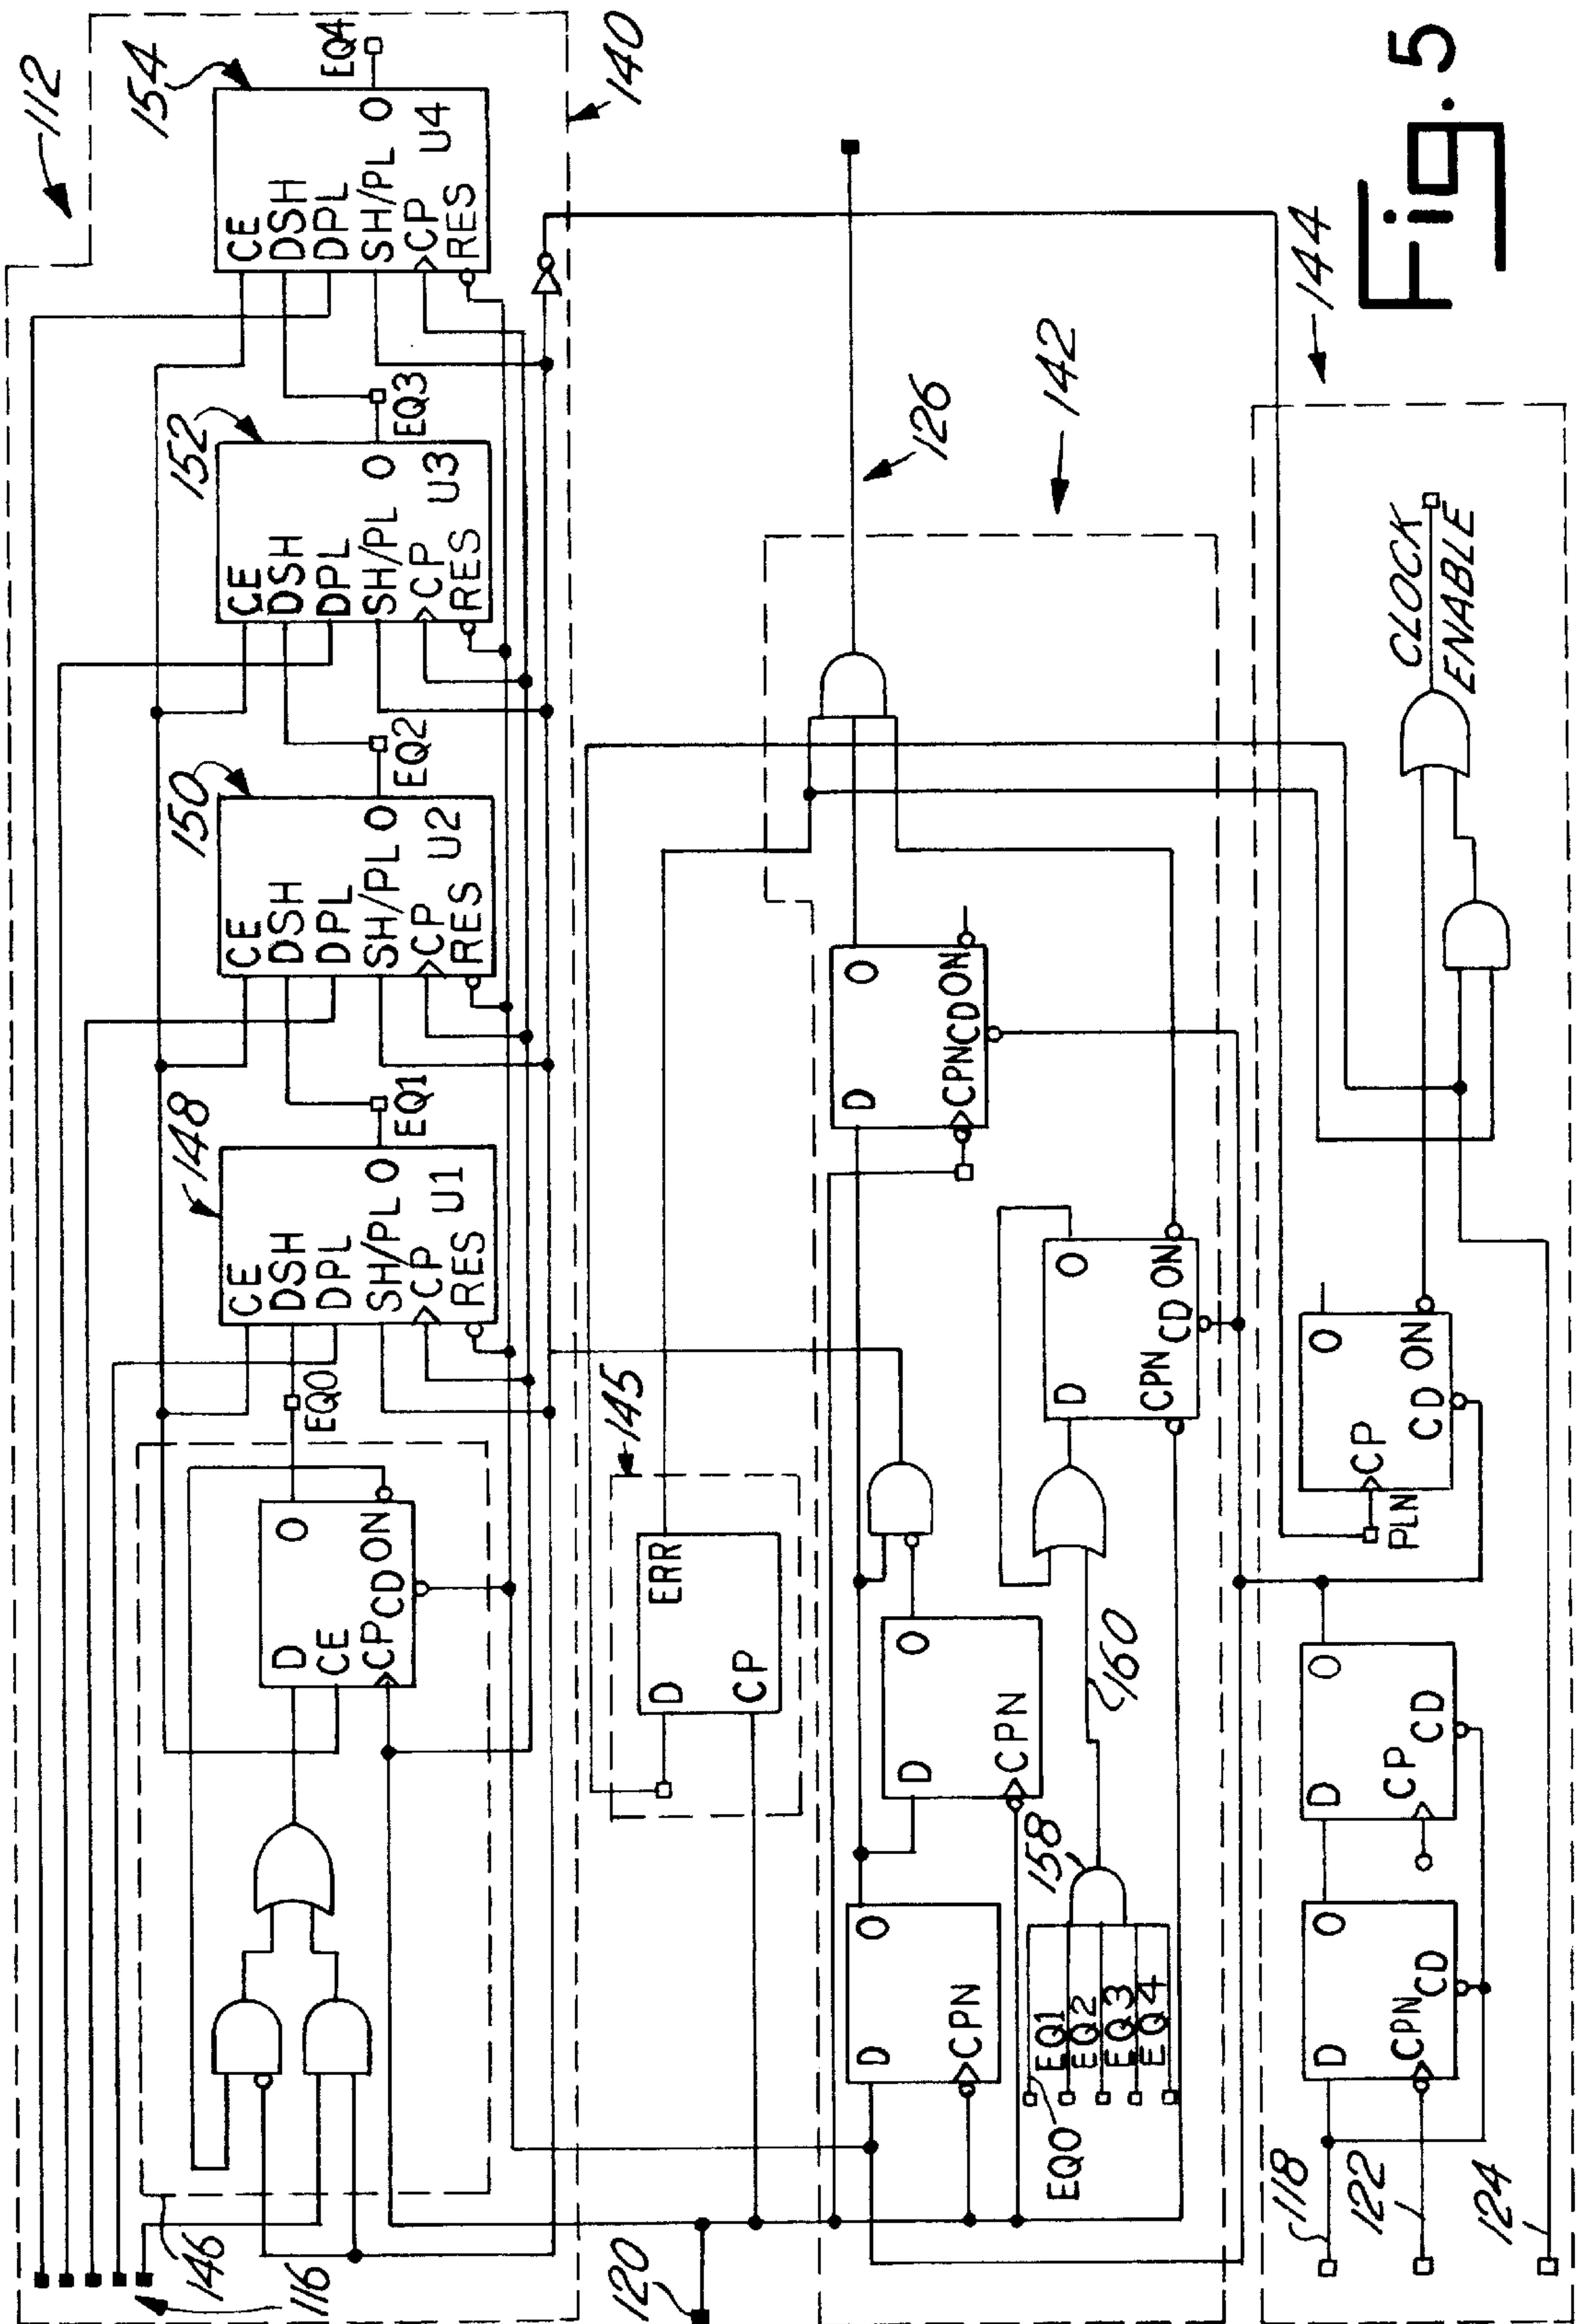 112
154
EQ4
CE
DSH
DPL
SH/PL O
CP U4
RES
140
152
EQ3
CE
DSH
DPL
SH/PL O
CP U3
RES
150
EQ2
CE
DSH
DPL
SH/PL O
CP U2
RES
148
EQ1
CE
DSH
DPL
SH/PL O
CP U1
RES
EQ0
D O
CE
CP CD ON
146
116
145
D ERR
CP
120
126
142
D O
CPN CD ON
D O
CPN CD ON
D O
CPN
D O
CPN
158
160
EQ0
EQ1
EQ2
EQ3
EQ4
144
CLOCK
ENABLE
O
CP
CD ON
PLN
D O
CP CD
D O
CPN CD
118
122
124
Fig. 5